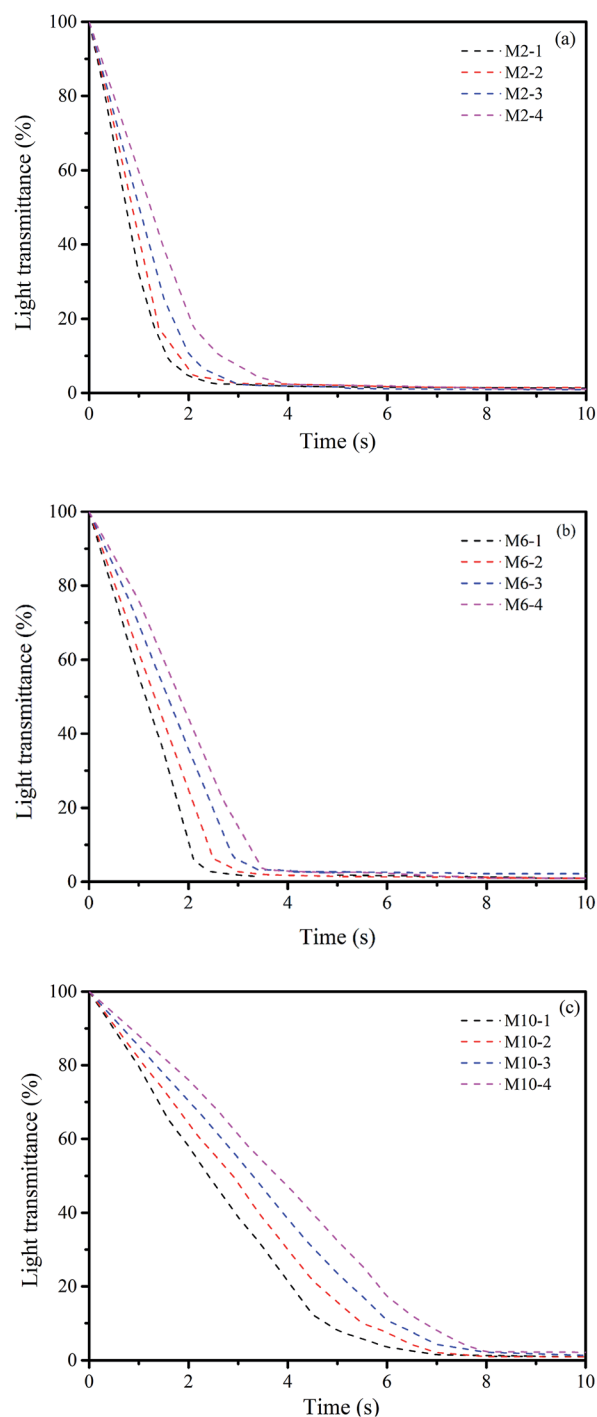 (a)
M2-1
M2-2
M2-3
M2-4
100
80
60
40
20
0
Light transmittance (%)
0 2 4 6 8 10
Time (s)
(b)
M6-1
M6-2
M6-3
M6-4
100
80
60
40
20
0
Light transmittance (%)
0 2 4 6 8 10
Time (s)
(c)
M10-1
M10-2
M10-3
M10-4
100
80
60
40
20
0
Light transmittance (%)
0 2 4 6 8 10
Time (s)